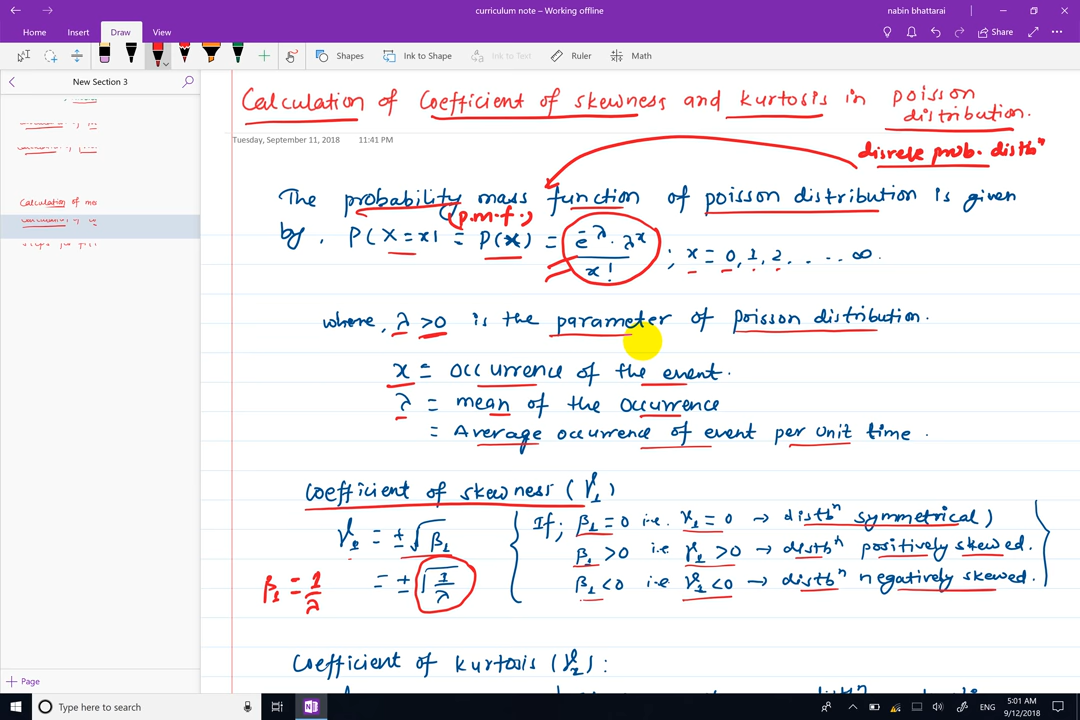 curriculum note – Working offline
nabin bhattarai
Home Insert Draw View
Share
Shapes Ink to Shape Ink to Text Ruler Math
New Section 3
Calculation of Coefficient of skewness and kurtosis in poisson distribution.
Tuesday, September 11, 2018 11:41 PM
disrete prob. distbⁿ
The probability mass function of poisson distribution is given
(p.m.f.)
by, P(X=x) = P(x) = e^-λ · λ^x / x! ; x = 0, 1, 2, . . . . ∞.
where, λ >0 is the parameter of poisson distribution.
x = occurrence of the event.
λ = mean of the occurrence
= Average occurrence of event per unit time.
Coefficient of skewness (γ₁)
γ₁ = ±√β₁
If; β₁=0 i.e. γ₁=0 → distbⁿ symmetrical)
β₁>0 i.e γ₁>0 → distbⁿ positively skewed.
β₁ = 1/λ
= ±√1/λ
β₁<0 i.e γ₁<0 → distbⁿ negatively skewed.
Coefficient of kurtosis (γ₂):
Page
Type here to search
ENG
5:01 AM
9/12/2018